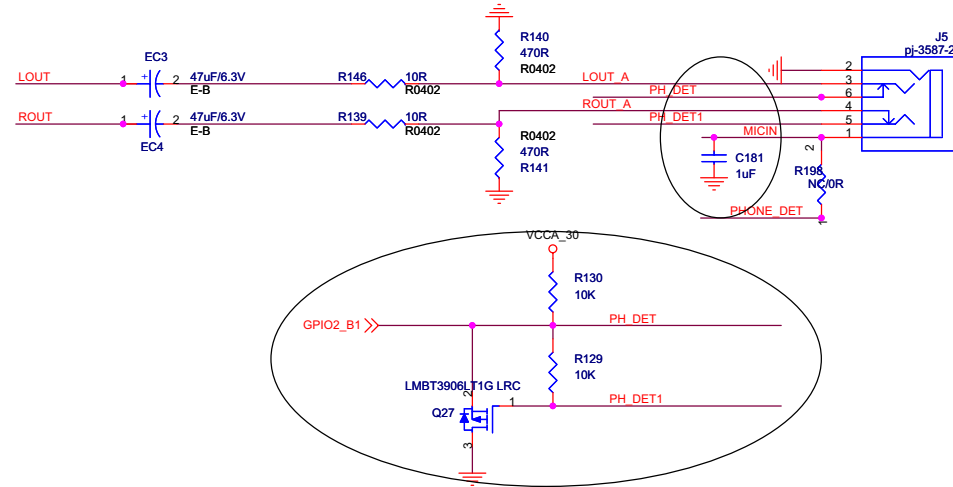 R140
470R
R0402
J5
pj-3587-2
EC3
LOUT
1
+
2
47uF/6.3V
E-B
R146
10R
R0402
LOUT_A
2
3
PH_DET
6
ROUT_A
4
ROUT
1
+
2
47uF/6.3V
E-B
EC4
R139
10R
R0402
PH_DET1
5
MICIN
1
R0402
470R
R141
C181
1uF
2
R198
NC/0R
PHONE_DET
1
VCCA_30
R130
10K
GPIO2_B1
PH_DET
R129
10K
LMBT3906LT1G LRC
2
Q27
1
PH_DET1
3